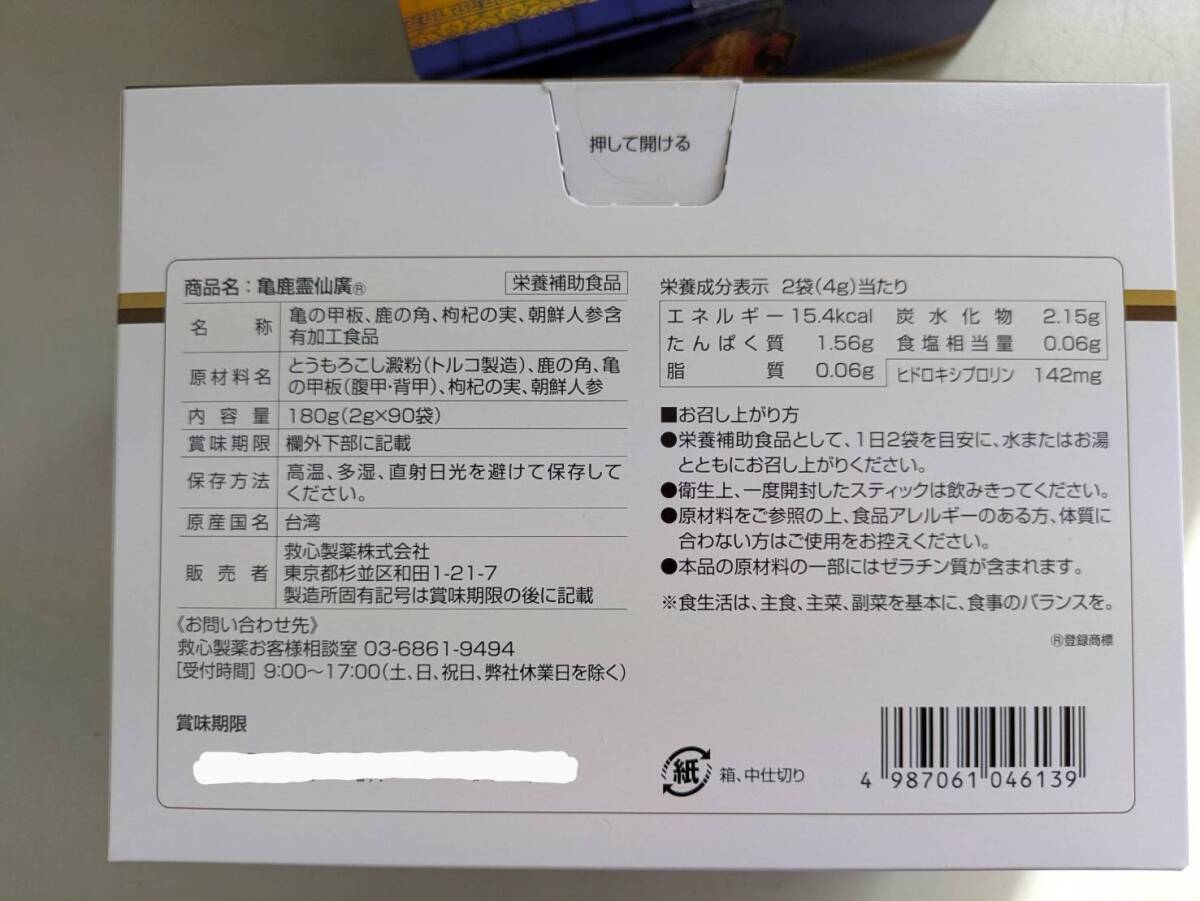 押して開ける
商品名：亀鹿霊仙廣®
栄養補助食品
名称
亀の甲板、鹿の角、枸杞の実、朝鮮人参含
有加工食品
原材料名
とうもろこし澱粉（トルコ製造）、鹿の角、亀
の甲板（腹甲・背甲）、枸杞の実、朝鮮人参
内容量
180g（2g×90袋）
賞味期限
欄外下部に記載
保存方法
高温、多湿、直射日光を避けて保存して
ください。
原産国名
台湾
販売者
救心製薬株式会社
東京都杉並区和田1-21-7
製造所固有記号は賞味期限の後に記載
《お問い合わせ先》
救心製薬お客様相談室 03-6861-9494
［受付時間］ 9:00～17:00（土、日、祝日、弊社休業日を除く）
賞味期限
栄養成分表示 2袋（4g）当たり
エネルギー 15.4kcal 炭水化物 2.15g
たんぱく質 1.56g 食塩相当量 0.06g
脂質 0.06g ヒドロキシプロリン 142mg
■お召し上がり方
●栄養補助食品として、1日2袋を目安に、水またはお湯
とともにお召し上がりください。
●衛生上、一度開封したスティックは飲みきってください。
●原材料をご参照の上、食品アレルギーのある方、体質に
合わない方はご使用をお控えください。
●本品の原材料の一部にはゼラチン質が含まれます。
※食生活は、主食、主菜、副菜を基本に、食事のバランスを。
®登録商標
紙 箱、中仕切り
4 987061 046139